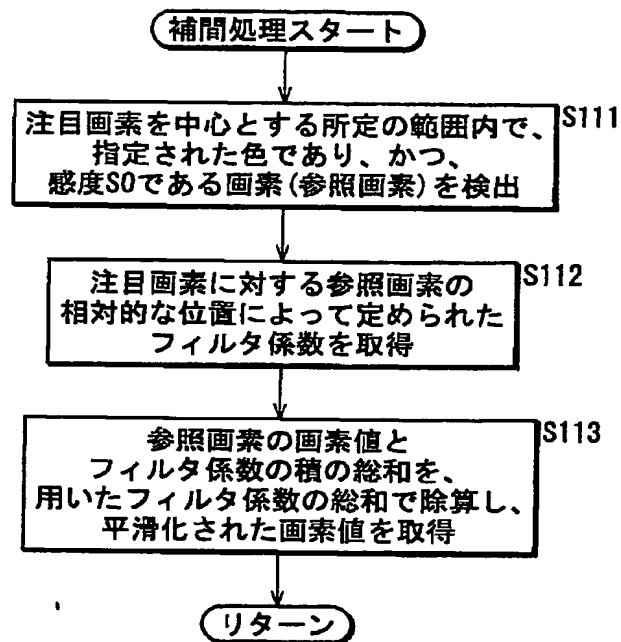 補間処理スタート
注目画素を中心とする所定の範囲内で、
指定された色であり、かつ、
感度S0である画素(参照画素)を検出
S111
注目画素に対する参照画素の
相対的な位置によって定められた
フィルタ係数を取得
S112
参照画素の画素値と
フィルタ係数の積の総和を、
用いたフィルタ係数の総和で除算し、
平滑化された画素値を取得
S113
リターン